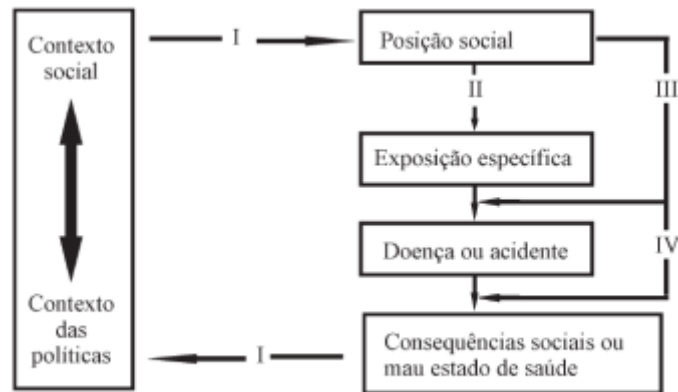 Contexto
social
I
Posição social
II
III
Exposição específica
Doença ou acidente
IV
Contexto
das
políticas
I
Consequências sociais ou
mau estado de saúde